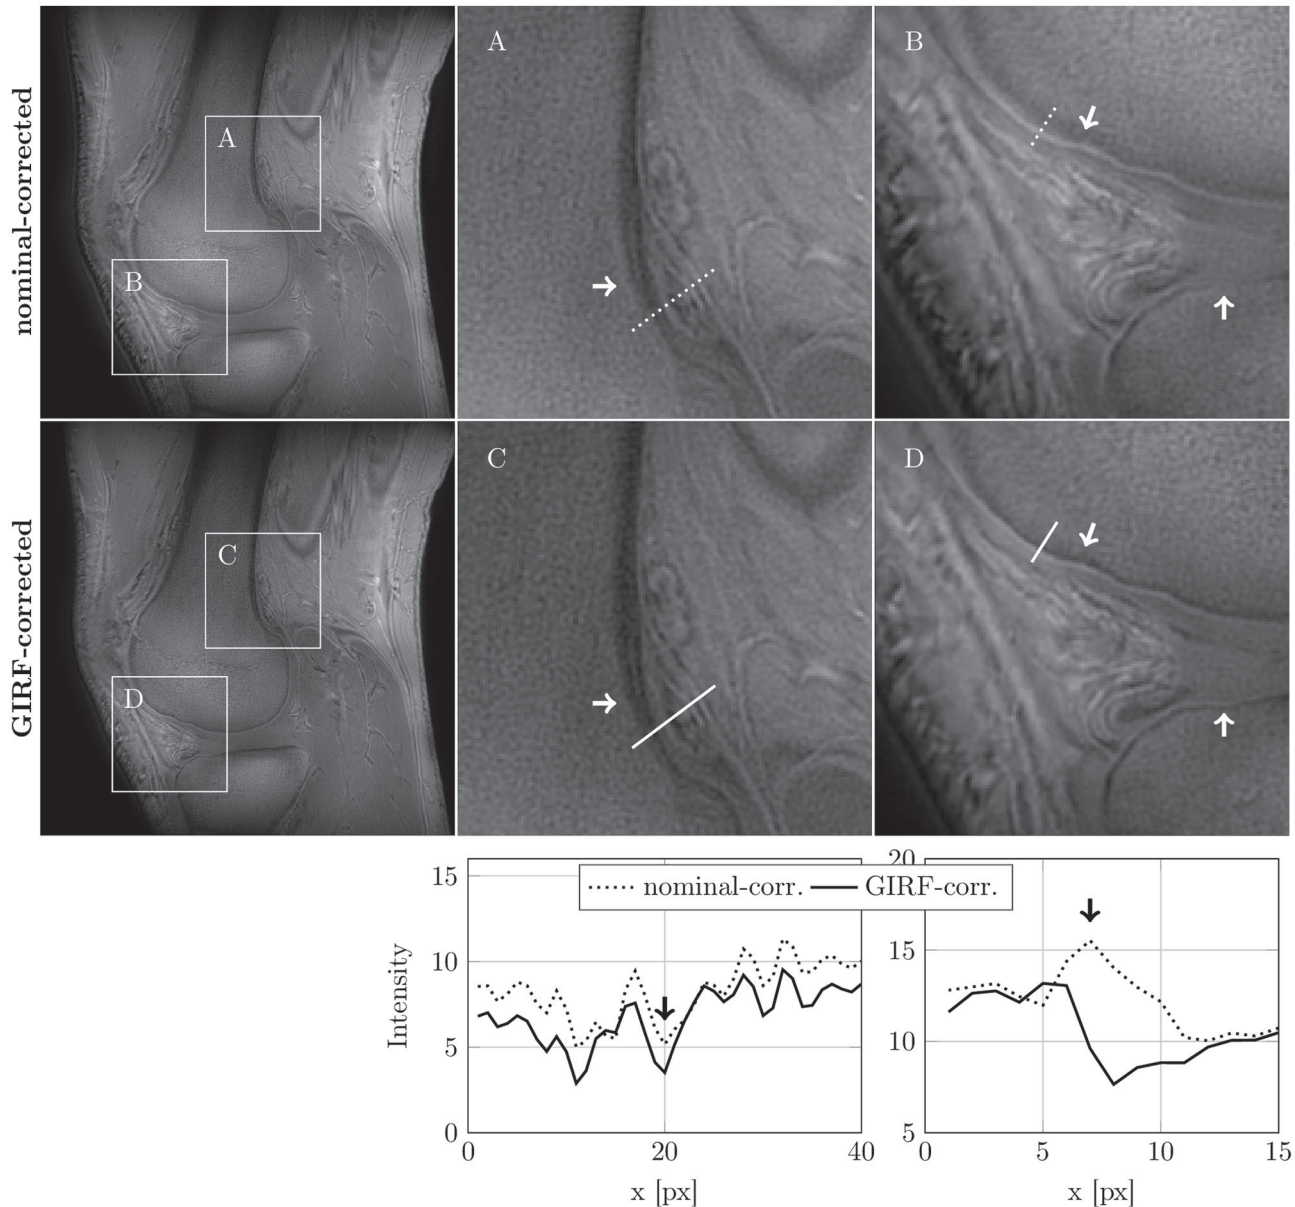 nominal-corrected
A
B
A
B
GIRF-corrected
C
D
C
D
nominal-corr.
GIRF-corr.
Intensity
15
10
5
0
0
20
40
x [px]
20
15
10
5
0
5
10
15
x [px]